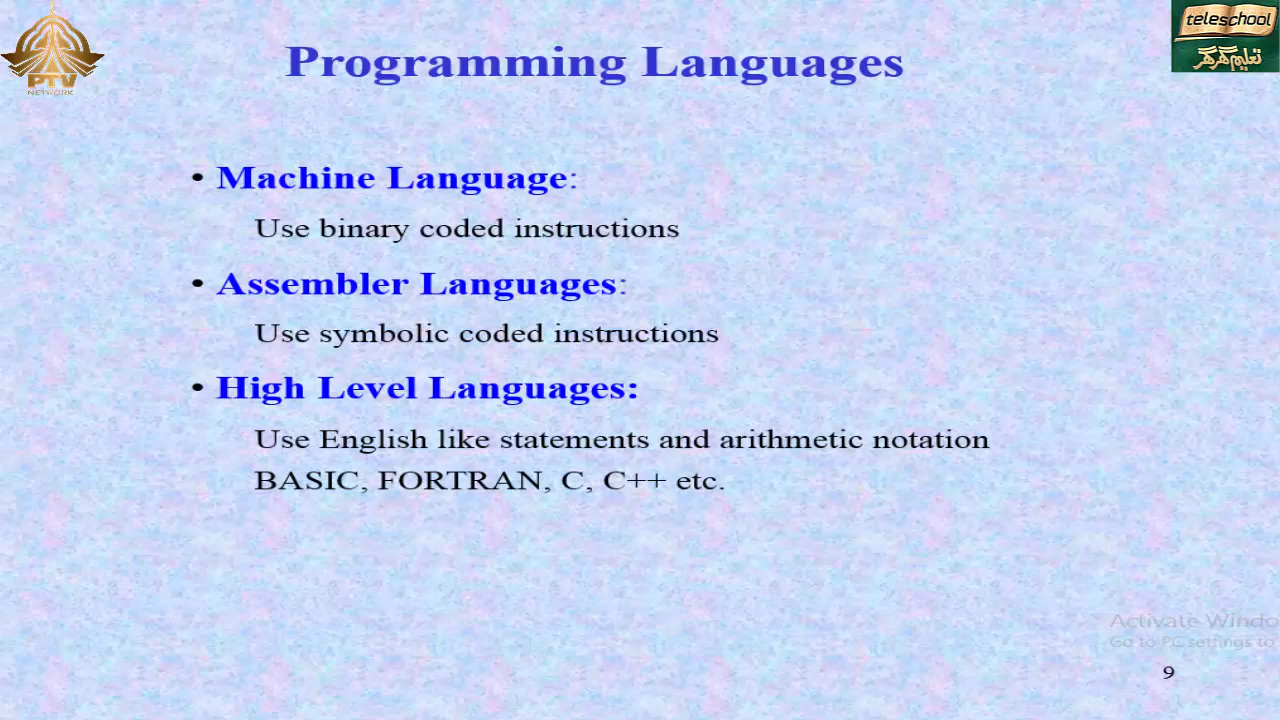 PTV
NETWORK
teleschool
تعلیم گھر گھر
Programming Languages
• Machine Language:
Use binary coded instructions
• Assembler Languages:
Use symbolic coded instructions
• High Level Languages:
Use English like statements and arithmetic notation
BASIC, FORTRAN, C, C++ etc.
Activate Windo
Go to PC settings to
9